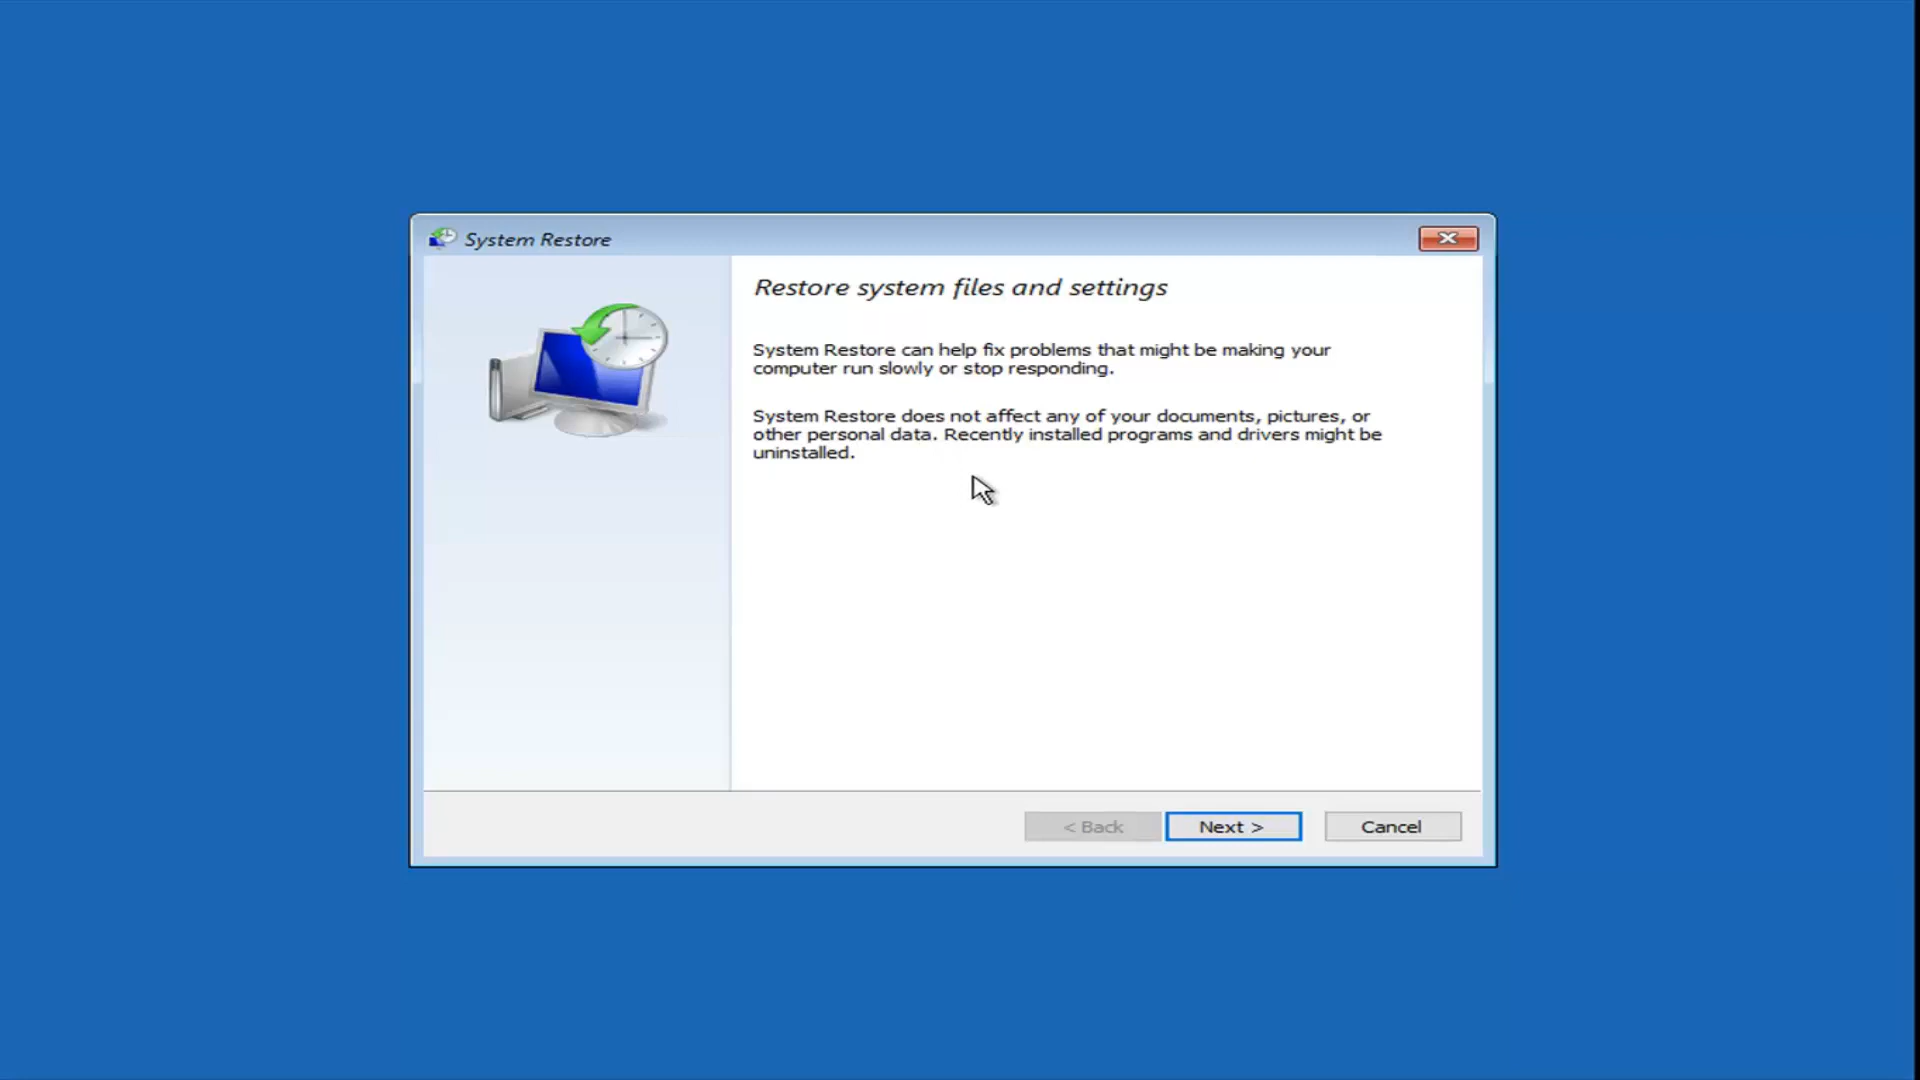 System Restore
Restore system files and settings
System Restore can help fix problems that might be making your
computer run slowly or stop responding.
System Restore does not affect any of your documents, pictures, or
other personal data. Recently installed programs and drivers might be
uninstalled.
< Back
Next >
Cancel